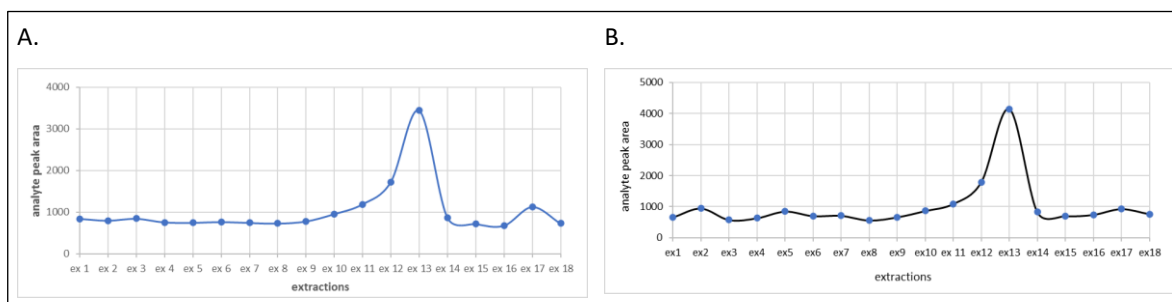 A.
4000
3000
2000
1000
0
analyte peak araa
ex 1 ex 2 ex 3 ex 4 ex 5 ex 6 ex 7 ex 8 ex 9 ex 10 ex 11 ex 12 ex 13 ex 14 ex 15 ex 16 ex 17 ex 18
extractions
B.
5000
4000
3000
2000
1000
0
analyte peak area
ex1 ex2 ex3 ex4 ex5 ex6 ex7 ex8 ex9 ex10 ex 11 ex12 ex13 ex14 ex15 ex16 ex17 ex18
extractions